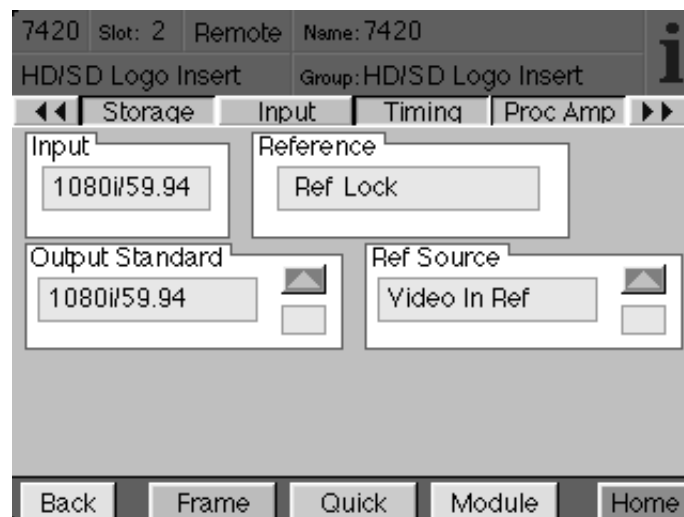 7420 Slot: 2 Remote Name: 7420
HD/SD Logo Insert Group: HD/SD Logo Insert
Storage Input Timing Proc Amp
Input Reference
1080i/59.94 Ref Lock
Output Standard Ref Source
1080i/59.94 Video In Ref
Back Frame Quick Module Home